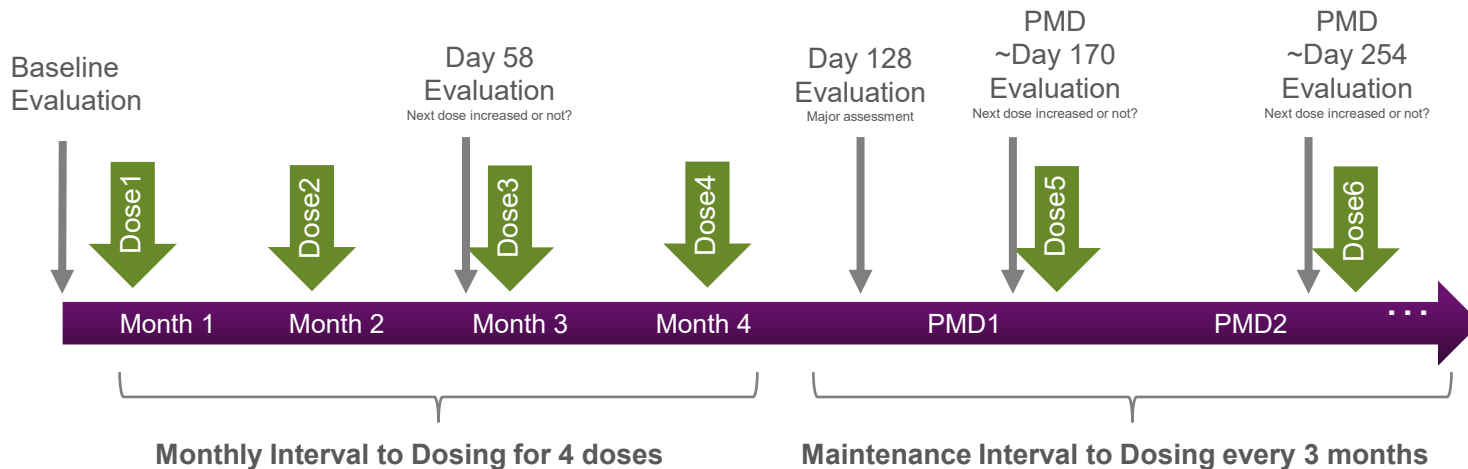 Baseline
Evaluation
Day 58
Evaluation
Next dose increased or not?
Day 128
Evaluation
Major assessment
PMD
~Day 170
Evaluation
Next dose increased or not?
PMD
~Day 254
Evaluation
Next dose increased or not?
Dose1
Dose2
Dose3
Dose4
Dose5
Dose6
Month 1
Month 2
Month 3
Month 4
PMD1
PMD2
...
Monthly Interval to Dosing for 4 doses
Maintenance Interval to Dosing every 3 months